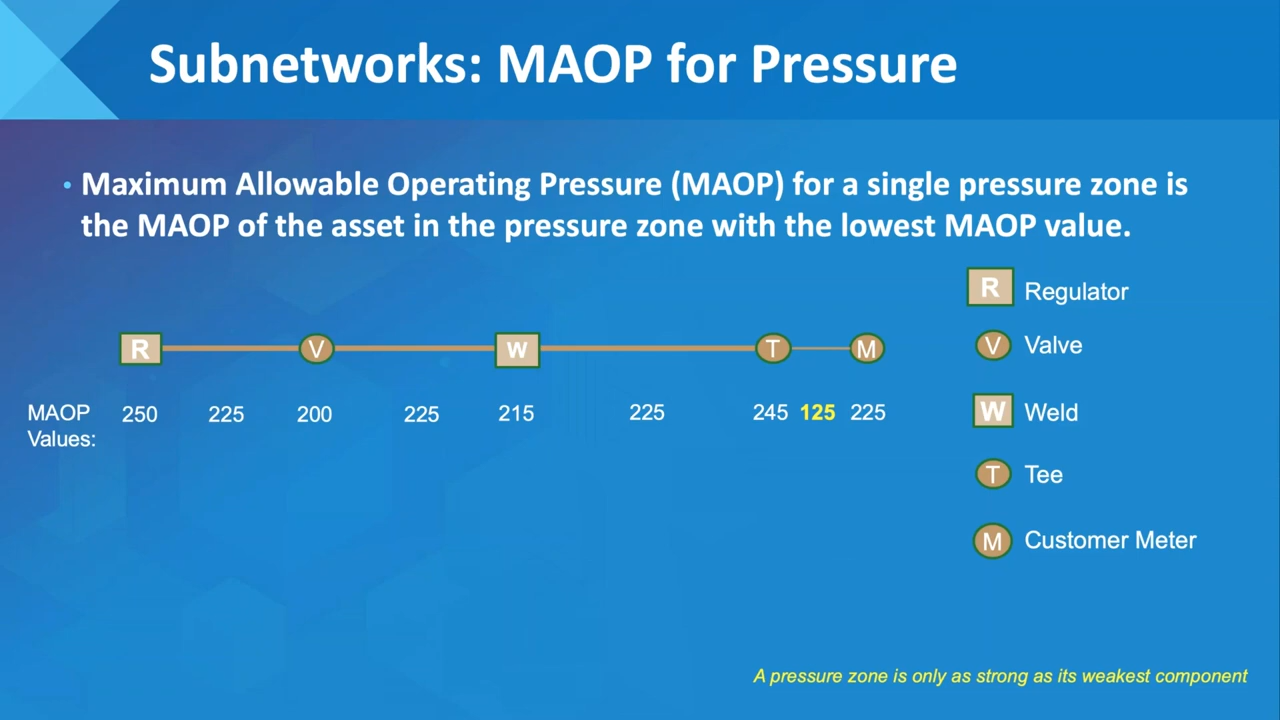 Subnetworks: MAOP for Pressure
• Maximum Allowable Operating Pressure (MAOP) for a single pressure zone is
the MAOP of the asset in the pressure zone with the lowest MAOP value.
R Regulator
R V W T M
V Valve
MAOP Values: 250 225 200 225 215 225 245 125 225
W Weld
T Tee
M Customer Meter
A pressure zone is only as strong as its weakest component